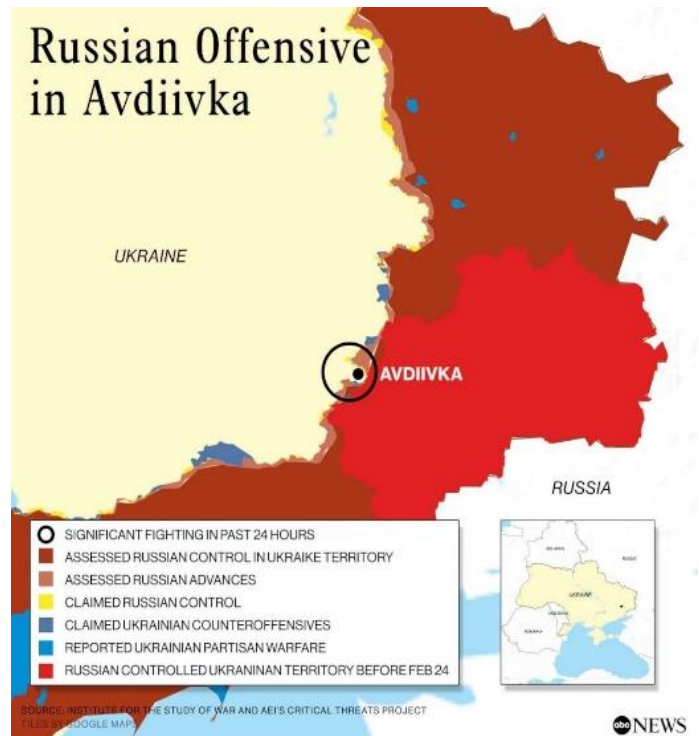 Russian Offensive
in Avdiivka
UKRAINE
AVDIIVKA
RUSSIA
SIGNIFICANT FIGHTING IN PAST 24 HOURS
ASSESSED RUSSIAN CONTROL IN UKRAIKE TERRITORY
ASSESSED RUSSIAN ADVANCES
CLAIMED RUSSIAN CONTROL
CLAIMED UKRAINIAN COUNTEROFFENSIVES
REPORTED UKRAINIAN PARTISAN WARFARE
RUSSIAN CONTROLLED UKRANINAN TERRITORY BEFORE FEB 24
UKRAINE
RUSSIA
SOURCE: INSTITUTE FOR THE STUDY OF WAR AND AEI'S CRITICAL THREATS PROJECT
TILES BY GOOGLE MAPS
abc NEWS